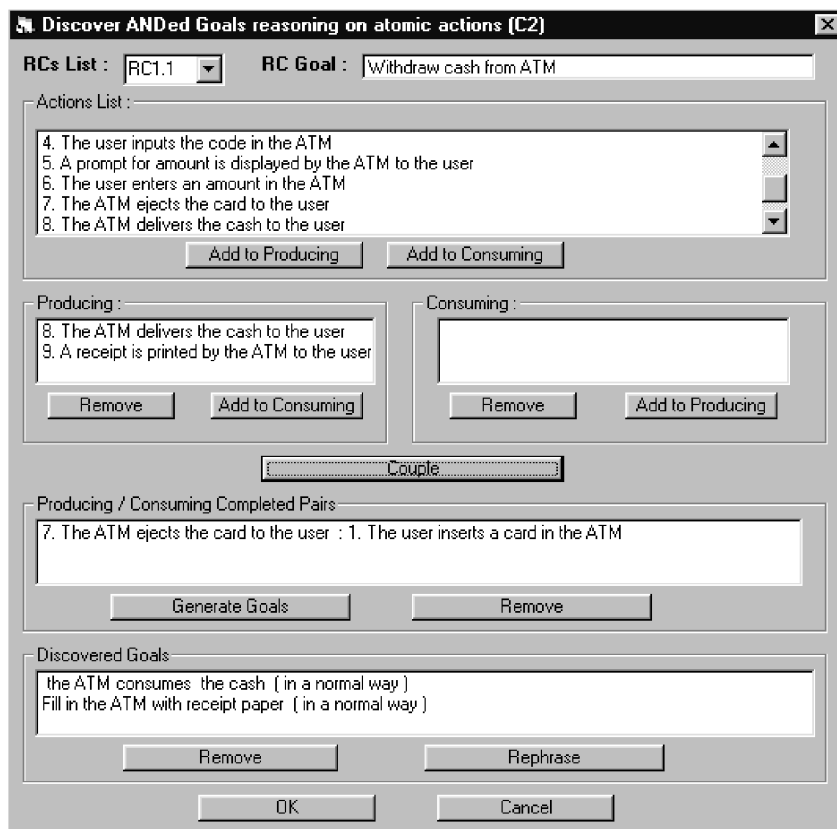 Discover ANDed Goals reasoning on atomic actions (C2)
RCs List : RC1.1 RC Goal : Withdraw cash from ATM
Actions List :
4. The user inputs the code in the ATM
5. A prompt for amount is displayed by the ATM to the user
6. The user enters an amount in the ATM
7. The ATM ejects the card to the user
8. The ATM delivers the cash to the user
Add to Producing Add to Consuming
Producing : Consuming :
8. The ATM delivers the cash to the user
9. A receipt is printed by the ATM to the user
Remove Add to Consuming Remove Add to Producing
Couple
Producing / Consuming Completed Pairs
7. The ATM ejects the card to the user : 1. The user inserts a card in the ATM
Generate Goals Remove
Discovered Goals
the ATM consumes the cash ( in a normal way )
Fill in the ATM with receipt paper ( in a normal way )
Remove Rephrase
OK Cancel